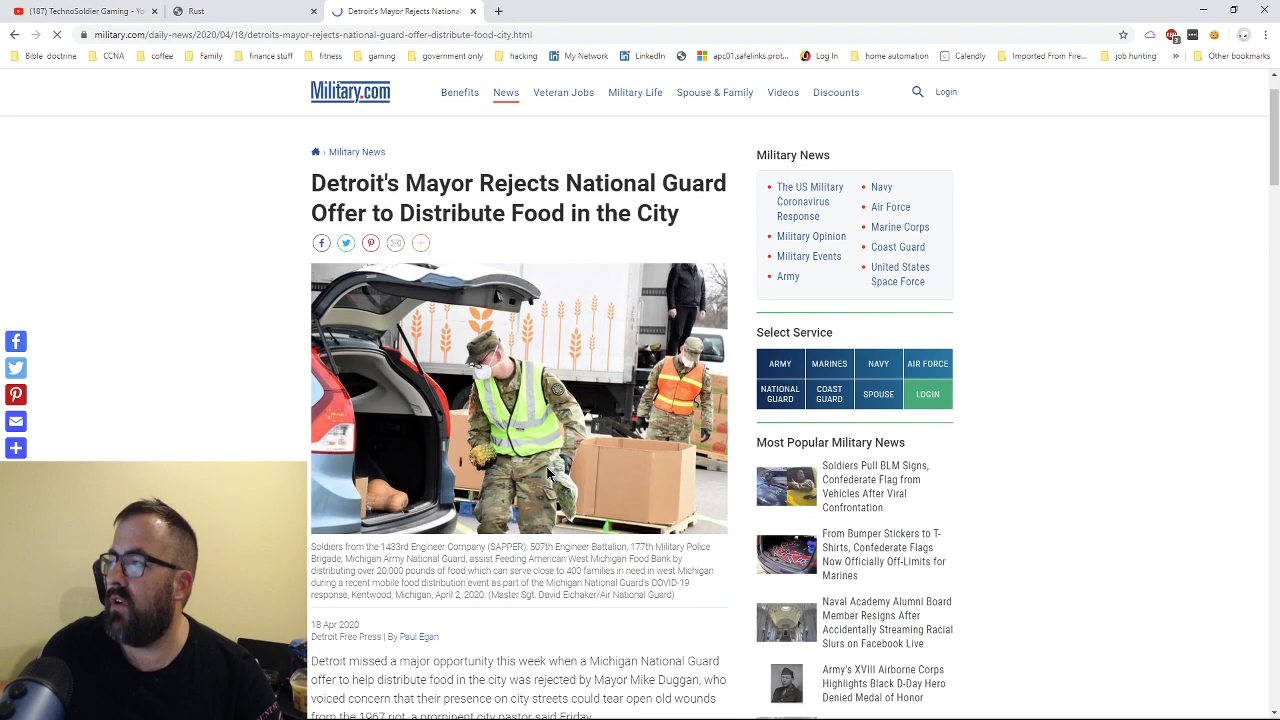 (187) TechnoEsq Gaming - Yo
Rust
Detroit's Mayor Rejects National
military.com/daily-news/2020/04/18/detroits-mayor-rejects-national-guard-offer-distribute-food-city.html
Bible doctrine
CCNA
coffee
Family
finance stuff
fitness
gaming
government only
hacking
My Network
LinkedIn
apc01.safelinks.prot...
Log In
home automation
Calendly
Imported From Fire...
job hunting
»
Other bookmarks
Military.com
Benefits
News
Veteran Jobs
Military Life
Spouse & Family
Videos
Discounts
Login
› Military News
Detroit's Mayor Rejects National Guard
Offer to Distribute Food in the City
Soldiers from the 1433rd Engineer Company (SAPPER), 507th Engineer Battalion, 177th Military Police
Brigade, Michigan Army National Guard, assist Feeding American West Michigan Food Bank by
distributing over 20,000 pounds of food which can serve close to 400 families in need in west Michigan
during a recent mobile food distribution event as part of the Michigan National Guard's COVID-19
response, Kentwood, Michigan, April 2, 2020. (Master Sgt. David Eichaker/Air National Guard)
18 Apr 2020
Detroit Free Press | By Paul Egan
Detroit missed a major opportunity this week when a Michigan National Guard
offer to help distribute food in the city was rejected by Mayor Mike Duggan, who
voiced concern that their presence on city streets could tear open old wounds
from the 1967 riot, a prominent city pastor said Friday.
Military News
The US Military
Coronavirus
Response
Military Opinion
Military Events
Army
Navy
Air Force
Marine Corps
Coast Guard
United States
Space Force
Select Service
ARMY
MARINES
NAVY
AIR FORCE
NATIONAL
GUARD
COAST
GUARD
SPOUSE
LOGIN
Most Popular Military News
Soldiers Pull BLM Signs,
Confederate Flag from
Vehicles After Viral
Confrontation
From Bumper Stickers to T-
Shirts, Confederate Flags
Now Officially Off-Limits for
Marines
Naval Academy Alumni Board
Member Resigns After
Accidentally Streaming Racial
Slurs on Facebook Live
Army's XVIII Airborne Corps
Highlights Black D-Day Hero
Denied Medal of Honor